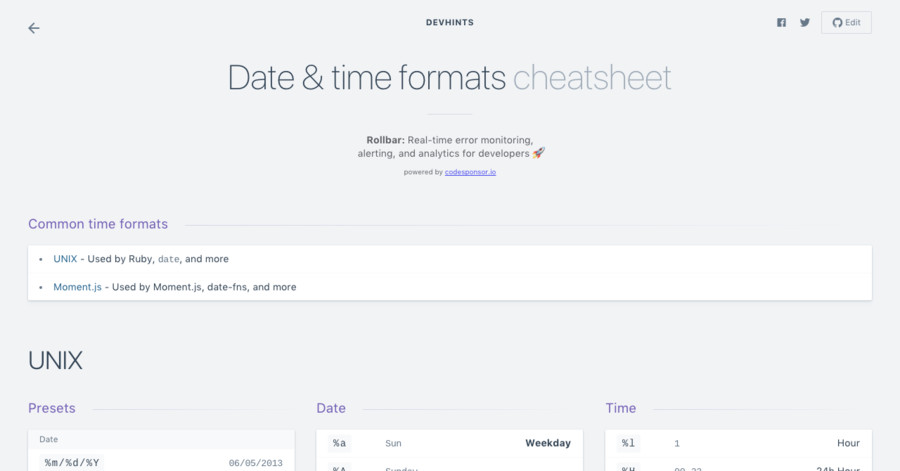 DEVHINTS
Edit
Date & time formats cheatsheet
Rollbar: Real-time error monitoring,
alerting, and analytics for developers 🚀
powered by codesponsor.io
Common time formats
• UNIX - Used by Ruby, date, and more
• Moment.js - Used by Moment.js, date-fns, and more
UNIX
Presets Date Time
Date
%a Sun Weekday
%l 1 Hour
%m/%d/%Y 06/05/2013
%A Sunday
%H 00..23 24h Hour